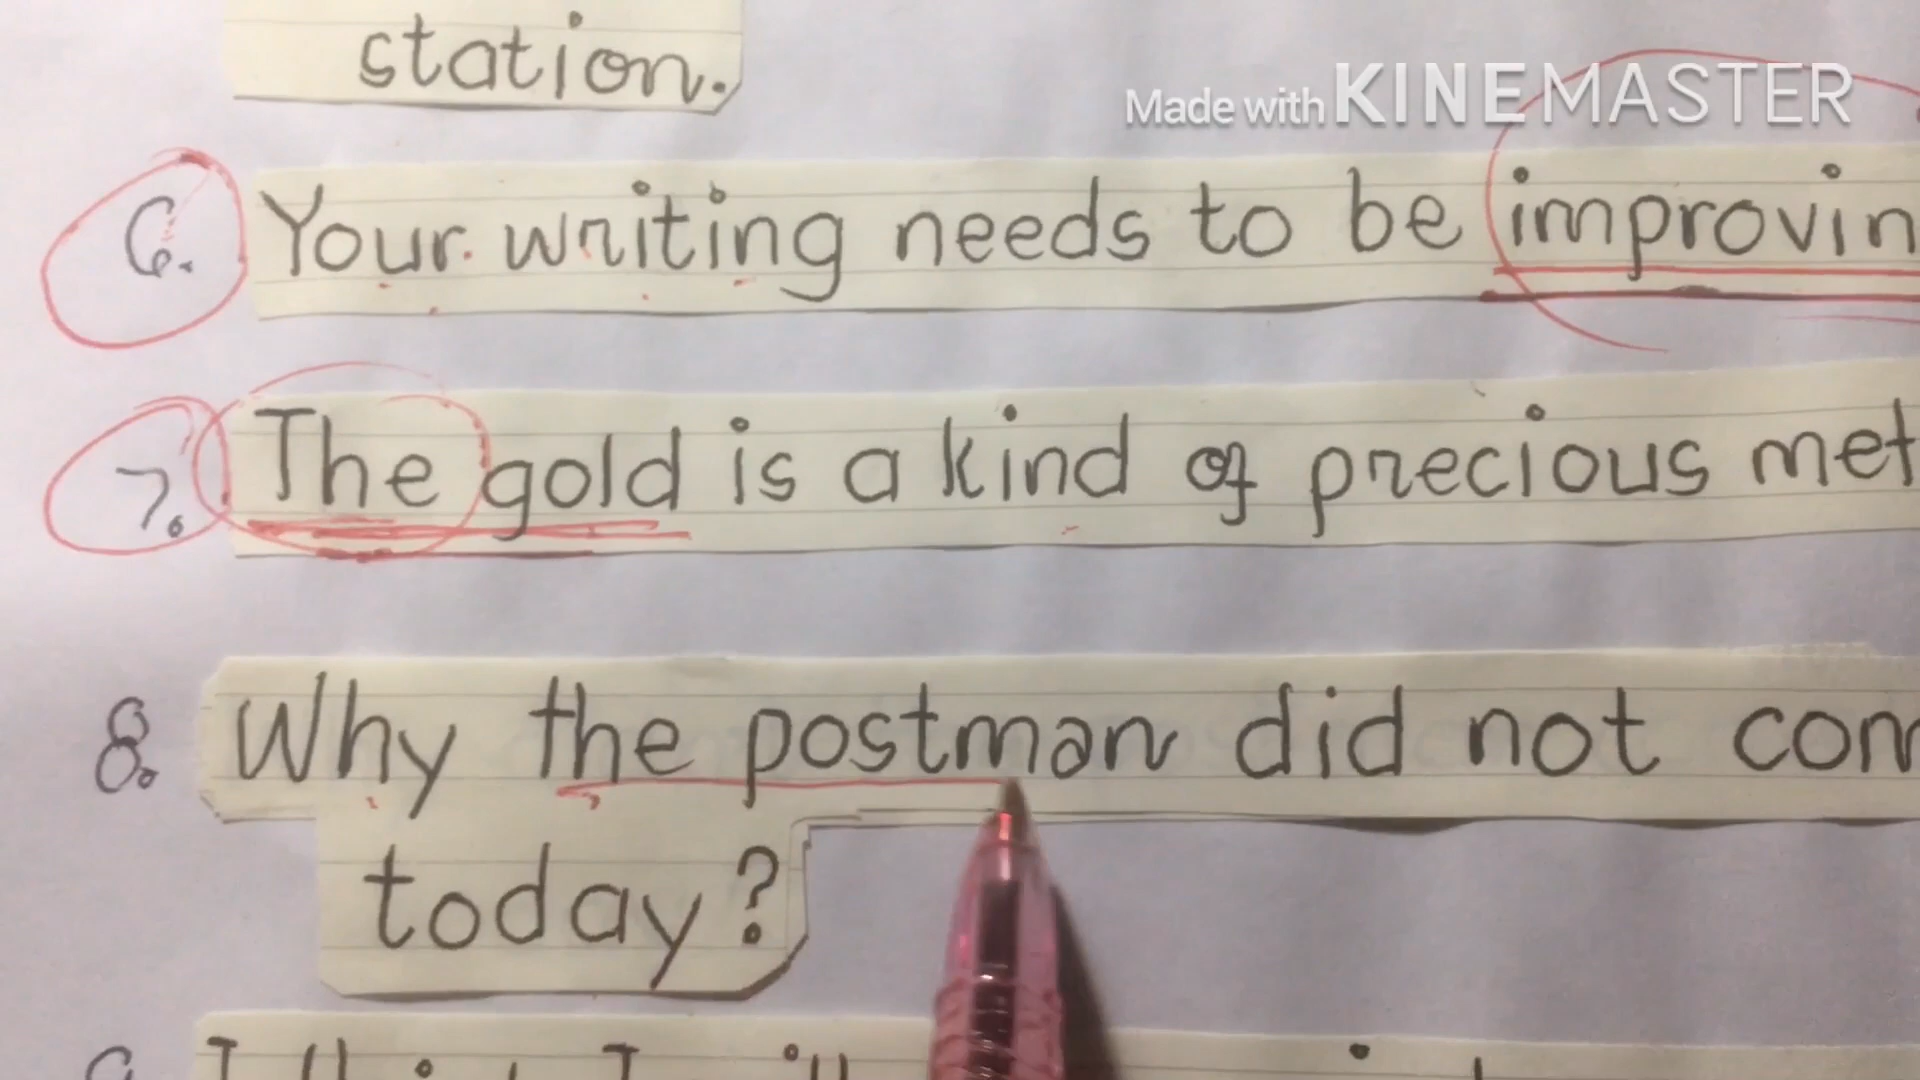 station.
Made with KINEMASTER
6. Your writing needs to be improvin
7. The gold is a kind of precious met
8. Why the postman did not com
today?